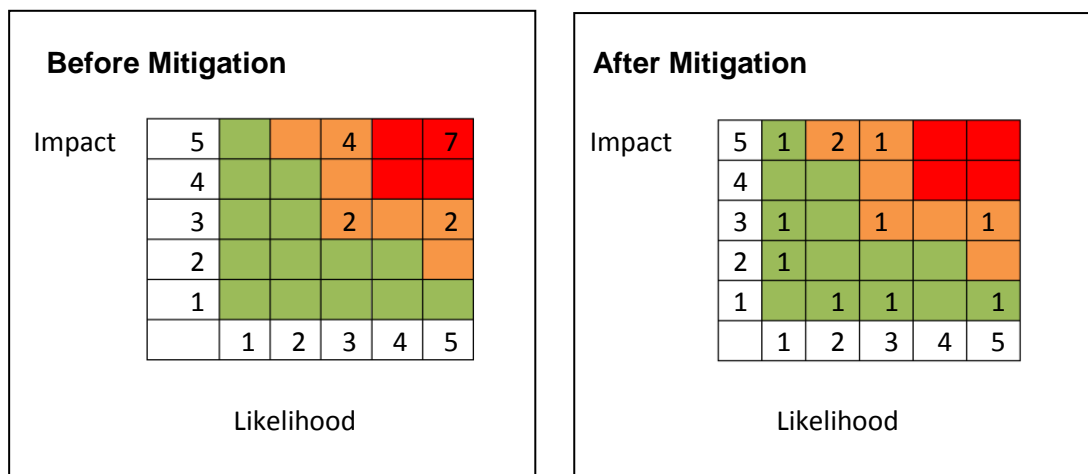 Before Mitigation
Impact
5 4 7
4
3 2 2
2
1
1 2 3 4 5
Likelihood
After Mitigation
Impact
5 1 2 1
4
3 1 1 1
2 1
1 1 1 1
1 2 3 4 5
Likelihood